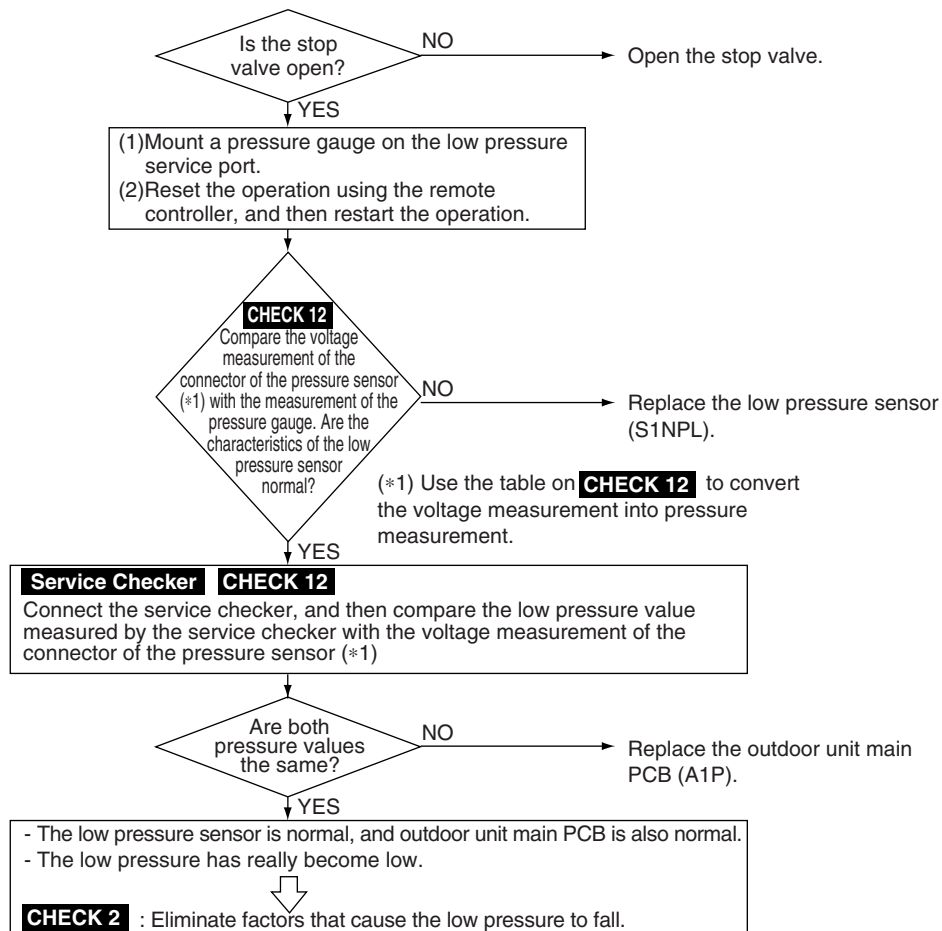 Is the stop
valve open?
NO
Open the stop valve.
YES
(1)Mount a pressure gauge on the low pressure
service port.
(2)Reset the operation using the remote
controller, and then restart the operation.
CHECK 12
Compare the voltage
measurement of the
connector of the pressure sensor
(*1) with the measurement of the
pressure gauge. Are the
characteristics of the low
pressure sensor
normal?
NO
Replace the low pressure sensor
(S1NPL).
(*1) Use the table on CHECK 12 to convert
the voltage measurement into pressure
measurement.
YES
Service Checker CHECK 12
Connect the service checker, and then compare the low pressure value
measured by the service checker with the voltage measurement of the
connector of the pressure sensor (*1)
Are both
pressure values
the same?
NO
Replace the outdoor unit main
PCB (A1P).
YES
- The low pressure sensor is normal, and outdoor unit main PCB is also normal.
- The low pressure has really become low.
CHECK 2 : Eliminate factors that cause the low pressure to fall.